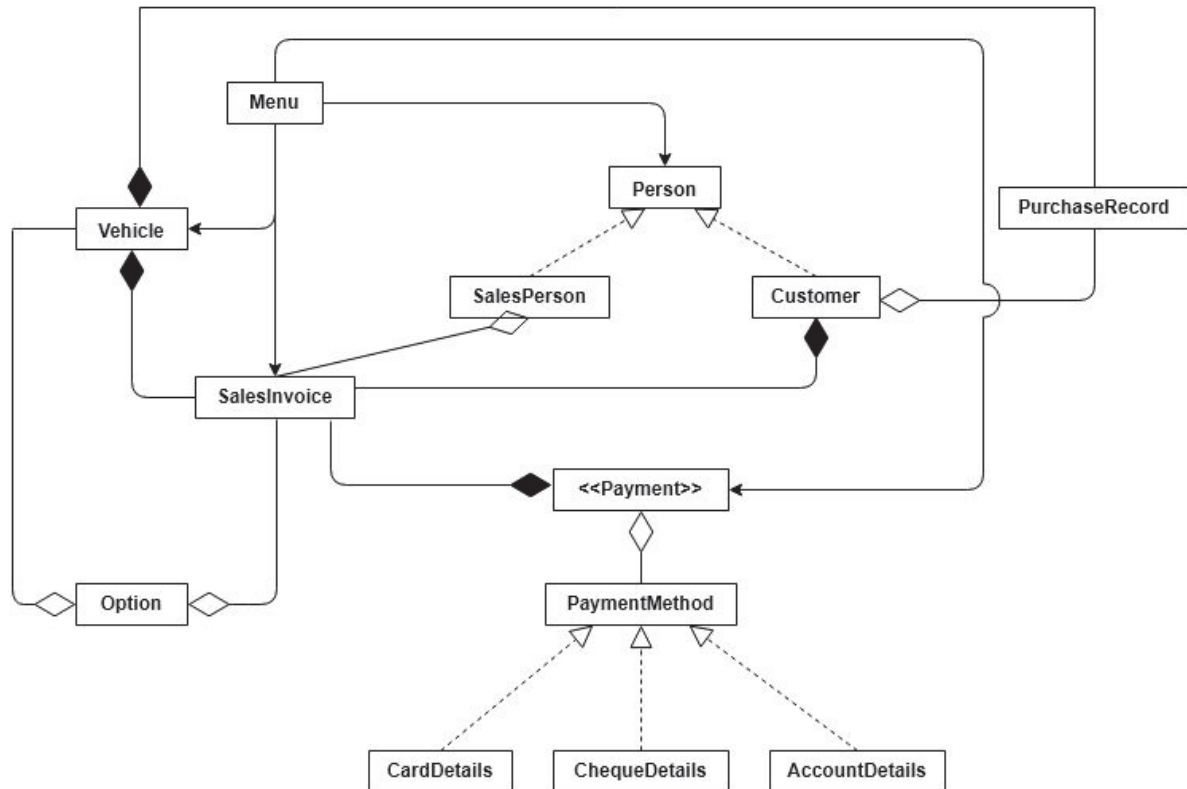 Menu
Person
PurchaseRecord
Vehicle
SalesPerson
Customer
SalesInvoice
<<Payment>>
Option
PaymentMethod
CardDetails
ChequeDetails
AccountDetails